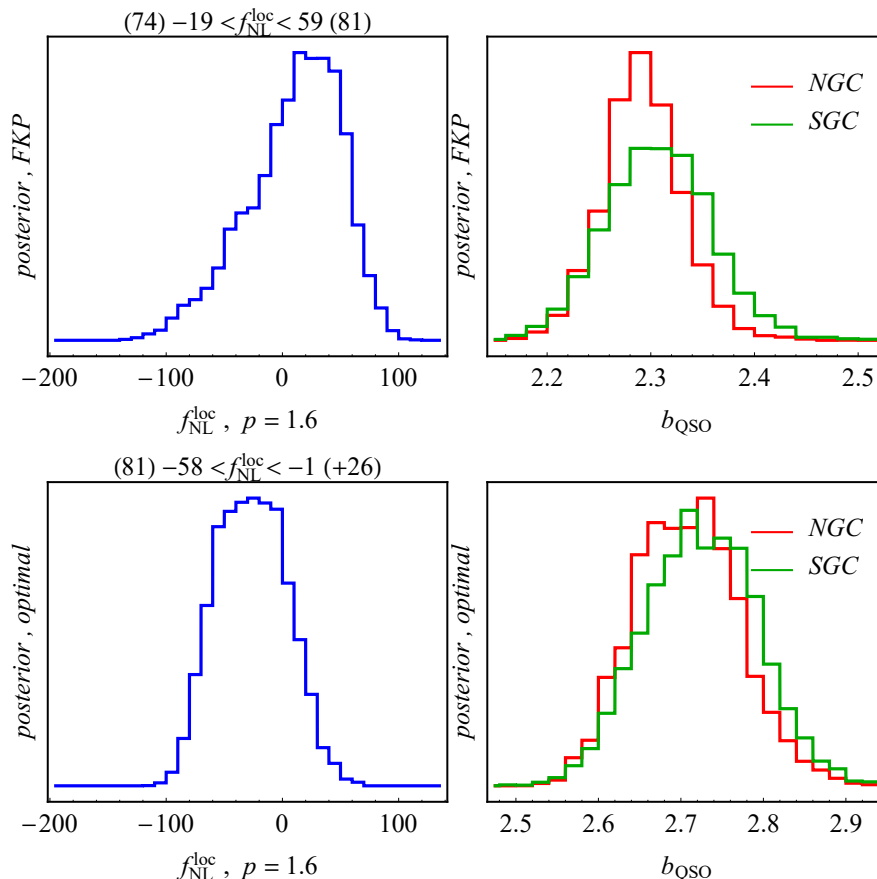 (74) −19 < f_NL^loc < 59 (81)
posterior , FKP
−200 −100 0 100
f_NL^loc , p = 1.6
posterior , FKP
NGC
SGC
2.2 2.3 2.4 2.5
b_QSO
(81) −58 < f_NL^loc < −1 (+26)
posterior , optimal
−200 −100 0 100
f_NL^loc , p = 1.6
posterior , optimal
NGC
SGC
2.5 2.6 2.7 2.8 2.9
b_QSO